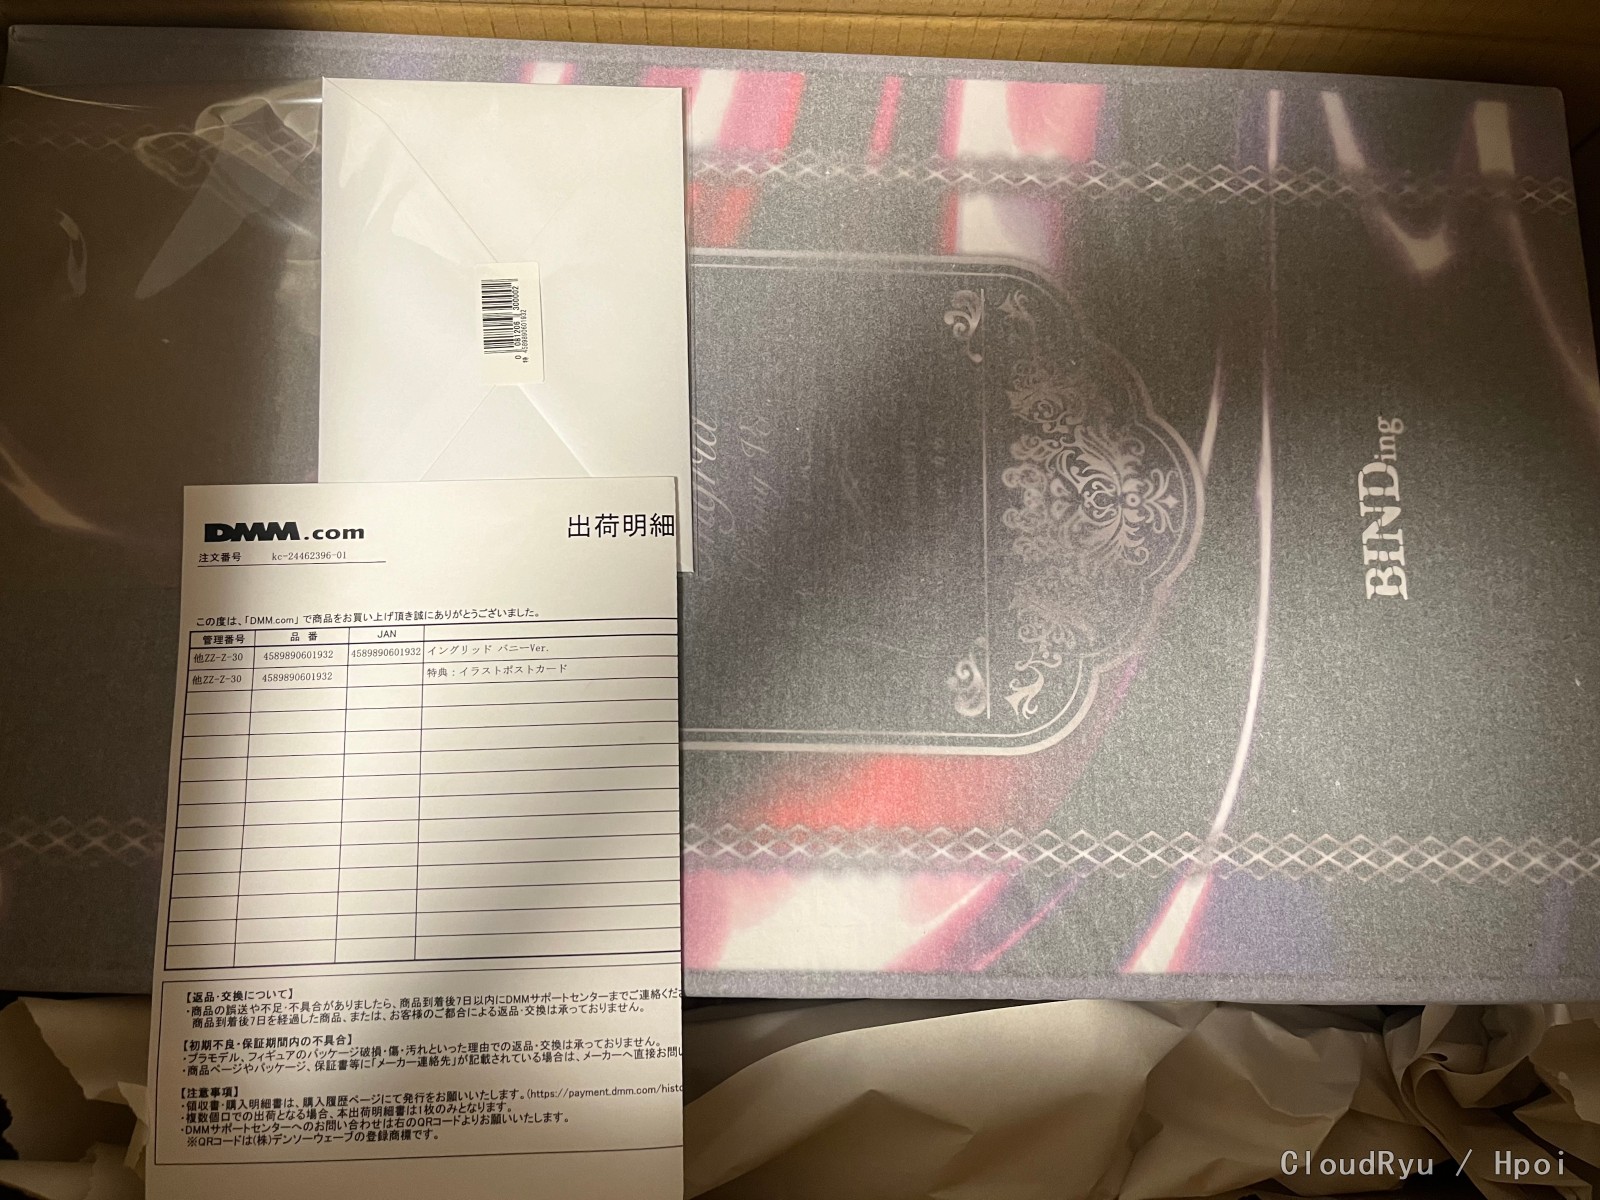 0 081206 300002
19 4589890601932
DMM.com
出荷明細
注文番号 kc-24462396-01
この度は、「DMM.com」で商品をお買い上げ頂き誠にありがとうございました。
管理番号 品番 JAN
他ZZ-Z-30 4589890601932 4589890601932 イングリッド バニーVer.
他ZZ-Z-30 4589890601932 特典：イラストポストカード
【返品・交換について】
・商品の誤送や不足・不具合がありましたら、商品到着後7日以内にDMMサポートセンターまでご連絡くだ
商品到着後7日を経過した商品、または、お客様のご都合による返品・交換は承っておりません。
【初期不良・保証期間内の不具合】
・プラモデル、フィギュアのパッケージ破損・傷・汚れといった理由での返品・交換は承っておりません。
・商品ページやパッケージ、保証書等に「メーカー連絡先」が記載されている場合は、メーカーへ直接お問い
【注意事項】
・領収書・購入明細書は、購入履歴ページにて発行をお願いいたします。(https://payment.dmm.com/histo
・複数個口での出荷となる場合、本出荷明細書は1枚のみとなります。
・DMMサポートセンターへのお問い合わせは右のQRコードよりお願いいたします。
※QRコードは(株)デンソーウェーブの登録商標です。
BINDing
CloudRyu / Hpoi